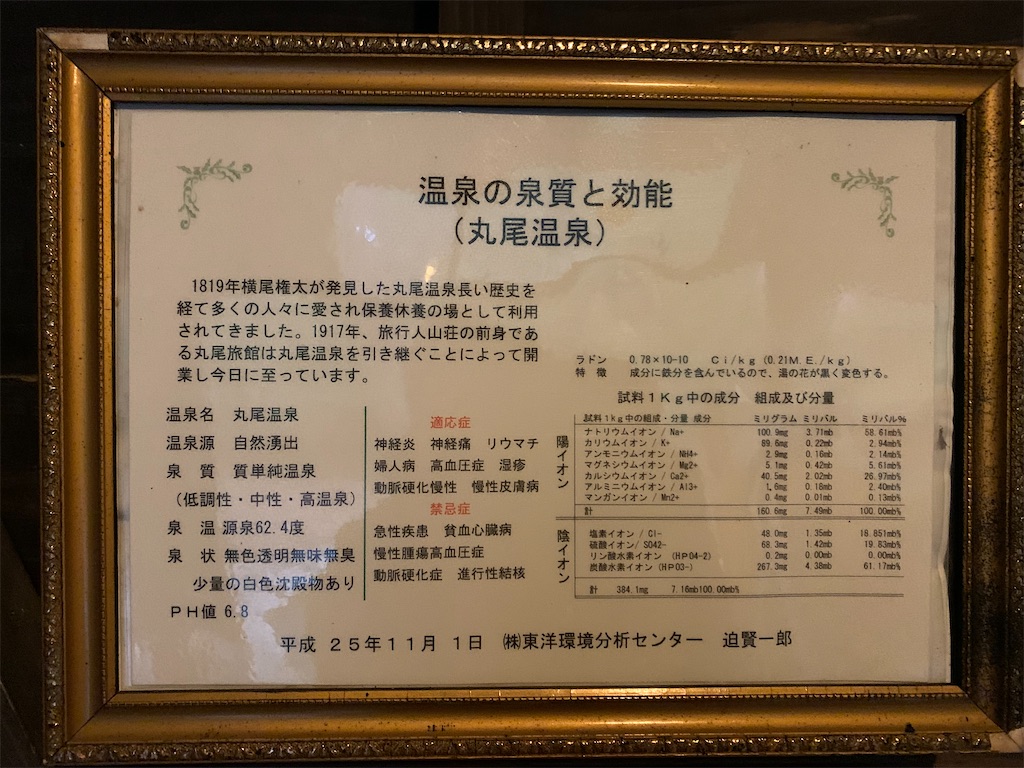 温泉の泉質と効能
（丸尾温泉）
1819年横尾権太が発見した丸尾温泉長い歴史を
経て多くの人々に愛され保養休養の場として利用
されてきました。1917年、旅行人山荘の前身であ
る丸尾旅館は丸尾温泉を引き継ぐことによって開
業し今日に至っています。
温泉名 丸尾温泉
温泉源 自然湧出
泉 質 質単純温泉
（低調性・中性・高温泉）
泉 温 源泉62.4度
泉 状 無色透明無味無臭
少量の白色沈殿物あり
ＰＨ値 6.8
適応症
神経炎 神経痛 リウマチ
婦人病 高血圧症 湿疹
動脈硬化慢性 慢性皮膚病
禁忌症
急性疾患 貧血心臓病
慢性腫瘍高血圧症
動脈硬化症 進行性結核
ラドン 0.78×10-10 Ci/kg (0.21M.E./kg)
特 徴 成分に鉄分を含んでいるので、湯の花が黒く変色する。
試料１Ｋｇ中の成分 組成及び分量
試料1kg中の組成・分量 成分 ミリグラム ミリバル ミリバル%
陽イオン
ナトリウムイオン / Na+ 100.9mg 3.71mb 58.61mb%
カリウムイオン / K+ 89.6mg 0.22mb 2.94mb%
アンモニウムイオン / NH4+ 2.9mg 0.16mb 2.14mb%
マグネシウムイオン / Mg2+ 5.1mg 0.42mb 5.61mb%
カルシウムイオン / Ca2+ 40.5mg 2.02mb 26.97mb%
アルミニウムイオン / Al3+ 1.6mg 0.18mb 2.40mb%
マンガンイオン / Mn2+ 0.4mg 0.01mb 0.13mb%
計 160.6mg 7.49mb 100.00mb%
陰イオン
塩素イオン / Cl- 48.0mg 1.35mb 18.851mb%
硫酸イオン / SO42- 68.3mg 1.42mb 19.83mb%
リン酸水素イオン （HPO4-2） 0.2mg 0.00mb 0.00mb%
炭酸水素イオン （HPO3-） 267.3mg 4.38mb 61.17mb%
計 384.1mg 7.16mb100.00mb%
平成 ２５年１１月 １日 ㈱東洋環境分析センター 迫賢一郎